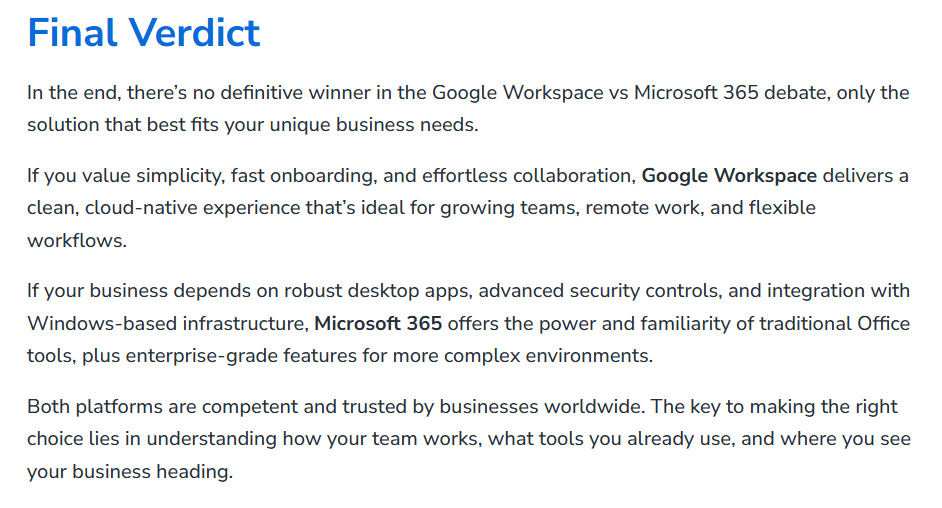 Final Verdict
In the end, there’s no definitive winner in the Google Workspace vs Microsoft 365 debate, only the
solution that best fits your unique business needs.
If you value simplicity, fast onboarding, and effortless collaboration, Google Workspace delivers a
clean, cloud-native experience that’s ideal for growing teams, remote work, and flexible
workflows.
If your business depends on robust desktop apps, advanced security controls, and integration with
Windows-based infrastructure, Microsoft 365 offers the power and familiarity of traditional Office
tools, plus enterprise-grade features for more complex environments.
Both platforms are competent and trusted by businesses worldwide. The key to making the right
choice lies in understanding how your team works, what tools you already use, and where you see
your business heading.